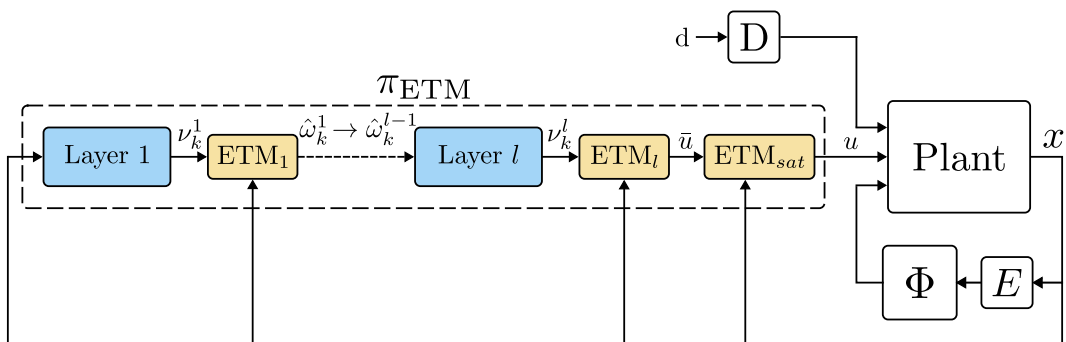 d
D
π_ETM
Layer 1
ν_k^1
ETM_1
ω̂_k^1 → ω̂_k^{l-1}
Layer l
ν_k^l
ETM_l
ū
ETM_sat
u
Plant
x
Φ
E